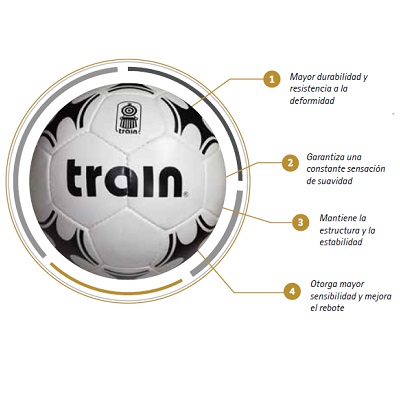 train
train®
1
Mayor durabilidad y
resistencia a la
deformidad
2
Garantiza una
constante sensación
de suavidad
3
Mantiene la
estructura y la
estabilidad
4
Otorga mayor
sensibilidad y mejora
el rebote